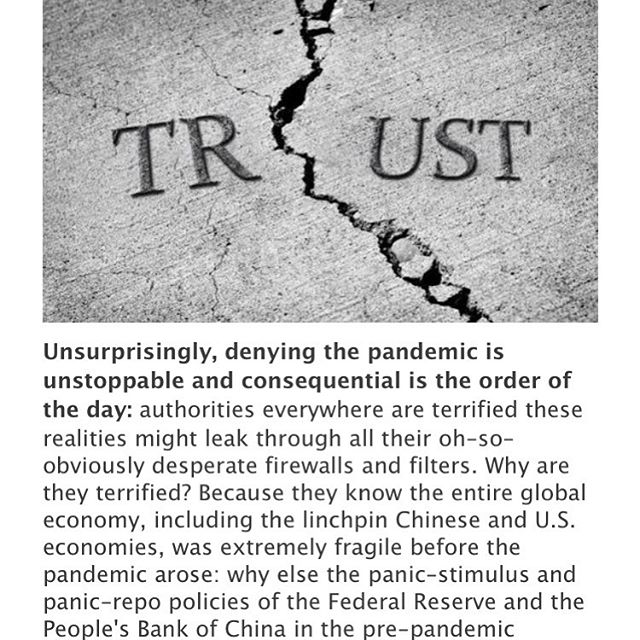 TRUST
Unsurprisingly, denying the pandemic is
unstoppable and consequential is the order of
the day: authorities everywhere are terrified these
realities might leak through all their oh-so-
obviously desperate firewalls and filters. Why are
they terrified? Because they know the entire global
economy, including the linchpin Chinese and U.S.
economies, was extremely fragile before the
pandemic arose: why else the panic-stimulus and
panic-repo policies of the Federal Reserve and the
People's Bank of China in the pre-pandemic